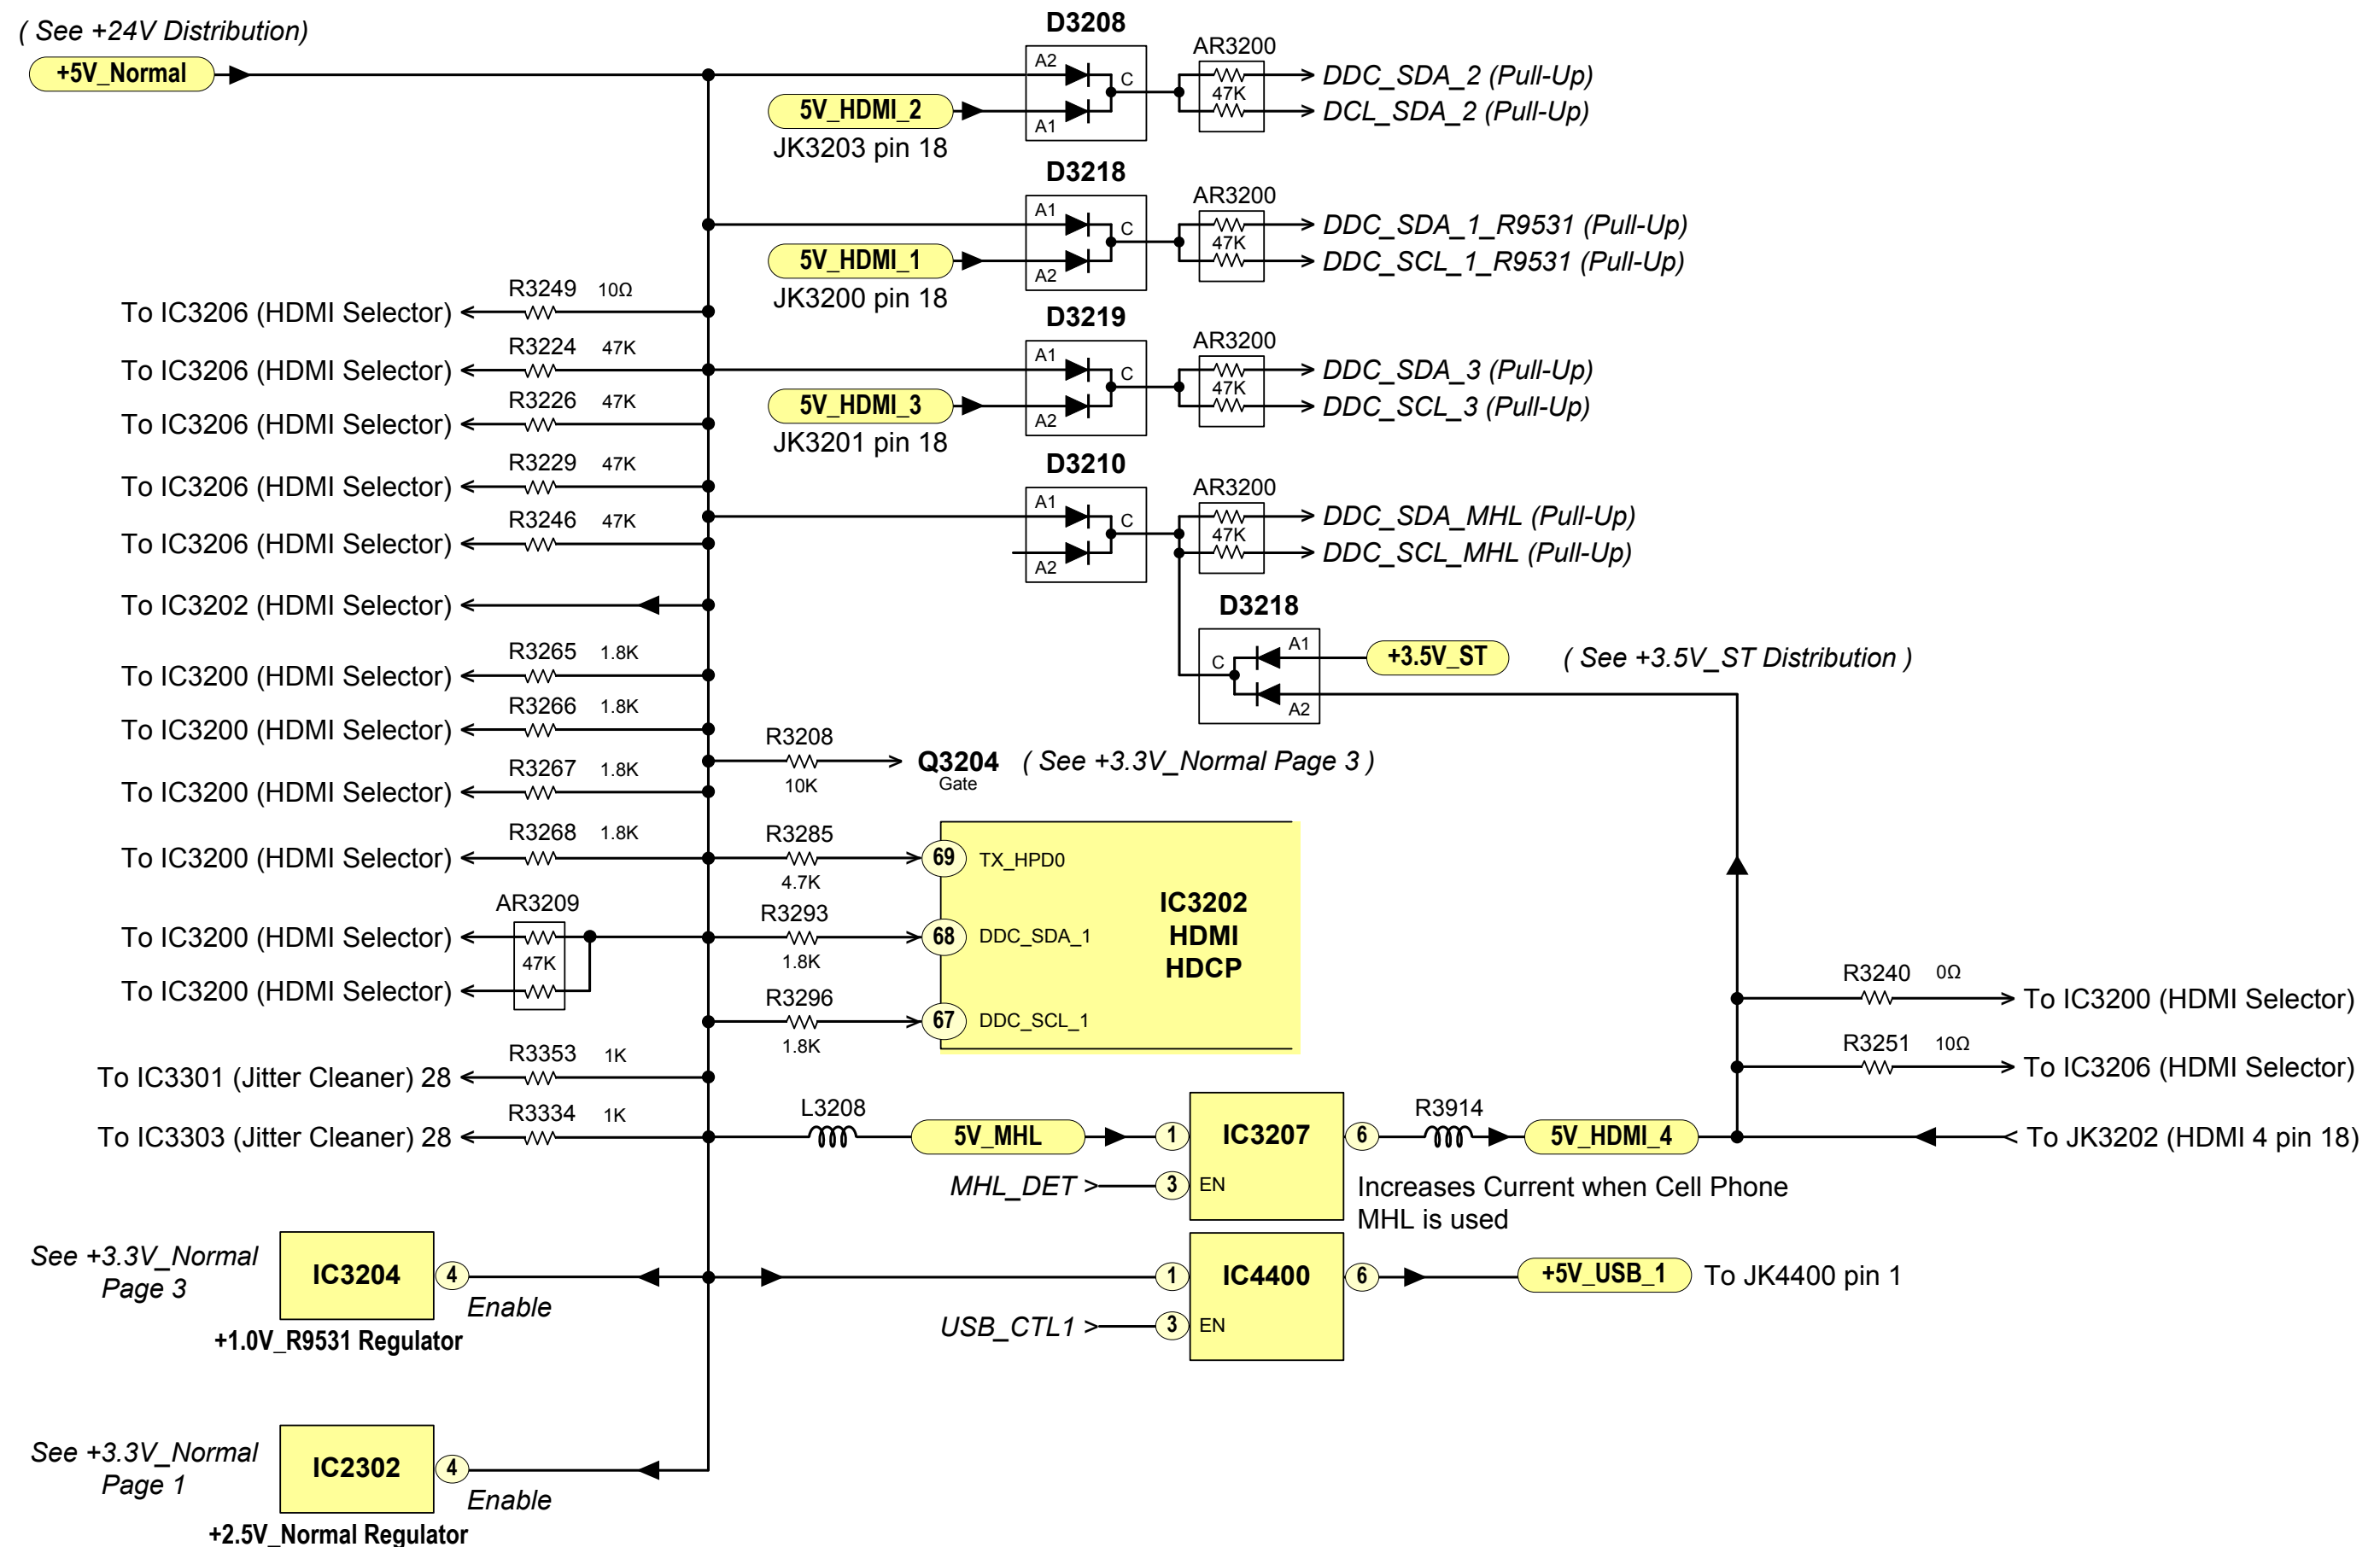 ( See +24V Distribution)
+5V_Normal
D3208
A2
A1
C
AR3200
47K
DDC_SDA_2 (Pull-Up)
DCL_SDA_2 (Pull-Up)
5V_HDMI_2
JK3203 pin 18
D3218
A1
A2
C
AR3200
47K
DDC_SDA_1_R9531 (Pull-Up)
DDC_SCL_1_R9531 (Pull-Up)
5V_HDMI_1
JK3200 pin 18
D3219
A1
A2
C
AR3200
47K
DDC_SDA_3 (Pull-Up)
DDC_SCL_3 (Pull-Up)
5V_HDMI_3
JK3201 pin 18
D3210
A1
A2
C
AR3200
47K
DDC_SDA_MHL (Pull-Up)
DDC_SCL_MHL (Pull-Up)
D3218
C
A1
A2
+3.5V_ST
( See +3.5V_ST Distribution )
R3249 10Ω
To IC3206 (HDMI Selector)
R3224 47K
To IC3206 (HDMI Selector)
R3226 47K
To IC3206 (HDMI Selector)
R3229 47K
To IC3206 (HDMI Selector)
R3246 47K
To IC3206 (HDMI Selector)
To IC3202 (HDMI Selector)
R3265 1.8K
To IC3200 (HDMI Selector)
R3266 1.8K
To IC3200 (HDMI Selector)
R3267 1.8K
To IC3200 (HDMI Selector)
R3268 1.8K
To IC3200 (HDMI Selector)
AR3209
47K
To IC3200 (HDMI Selector)
To IC3200 (HDMI Selector)
R3353 1K
To IC3301 (Jitter Cleaner) 28
R3334 1K
To IC3303 (Jitter Cleaner) 28
R3208
10K
Q3204
Gate
( See +3.3V_Normal Page 3 )
R3285
4.7K
69 TX_HPD0
R3293
1.8K
68 DDC_SDA_1
R3296
1.8K
67 DDC_SCL_1
IC3202
HDMI
HDCP
R3240 0Ω
To IC3200 (HDMI Selector)
R3251 10Ω
To IC3206 (HDMI Selector)
L3208
5V_MHL
1
IC3207
6
R3914
5V_HDMI_4
To JK3202 (HDMI 4 pin 18)
MHL_DET
3 EN
Increases Current when Cell Phone
MHL is used
See +3.3V_Normal
Page 3
IC3204
4
Enable
+1.0V_R9531 Regulator
1
IC4400
6
+5V_USB_1
To JK4400 pin 1
USB_CTL1
3 EN
See +3.3V_Normal
Page 1
IC2302
4
Enable
+2.5V_Normal Regulator